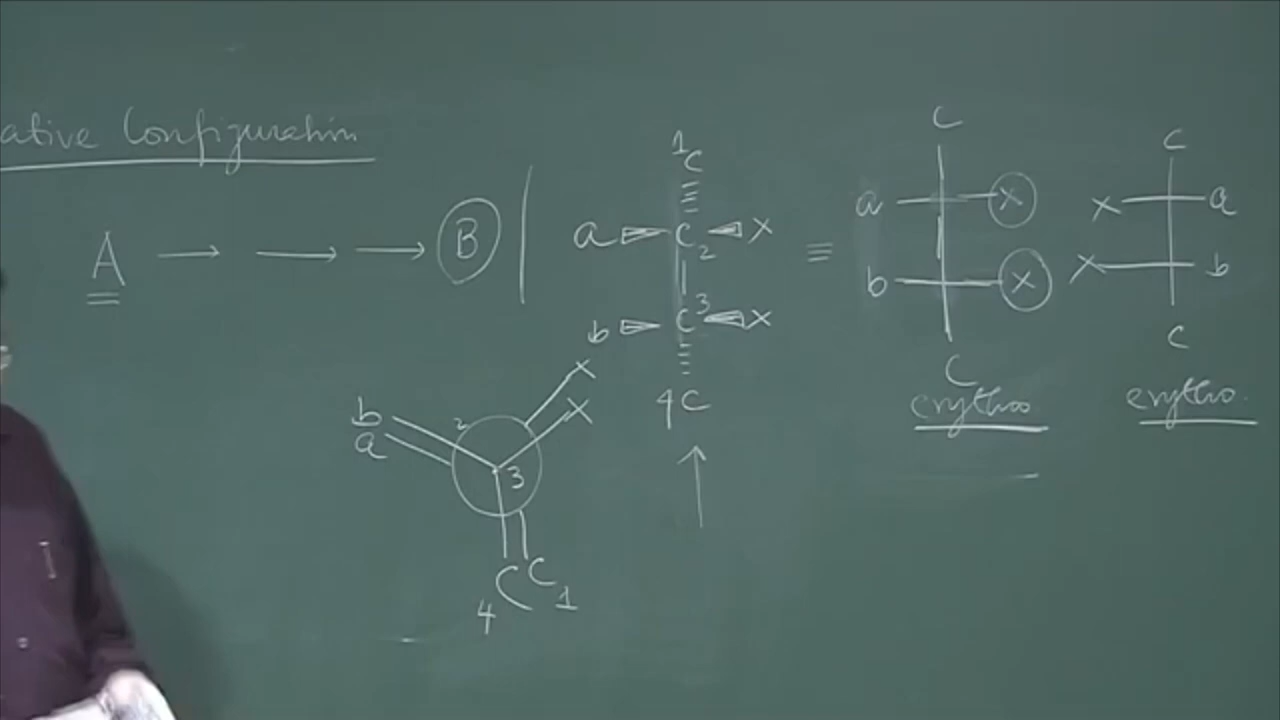 ative Configuration
A → → → B
1C
a C2 X
b C3 X
4C
≡
C
a X
b X
C
erythro
C
X a
X b
C
erythro.
b 2 X
a X
3
4 C C 1